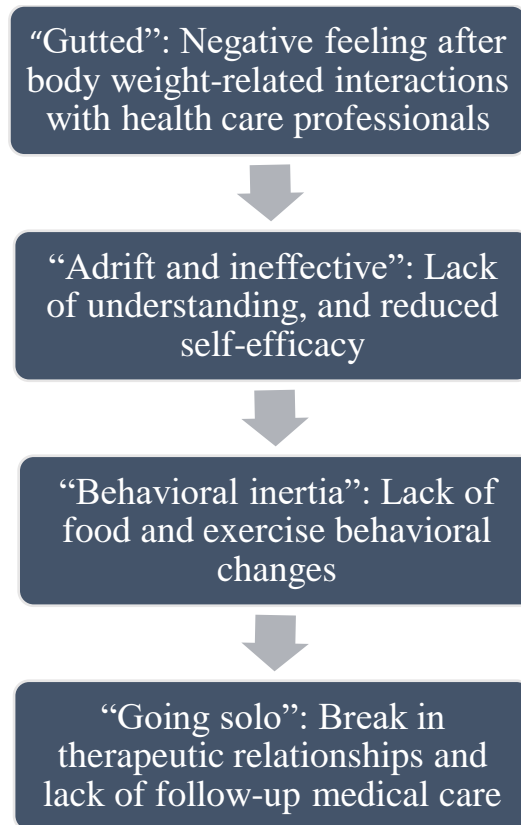 “Gutted”: Negative feeling after
body weight-related interactions
with health care professionals
“Adrift and ineffective”: Lack
of understanding, and reduced
self-efficacy
“Behavioral inertia”: Lack of
food and exercise behavioral
changes
“Going solo”: Break in
therapeutic relationships and
lack of follow-up medical care